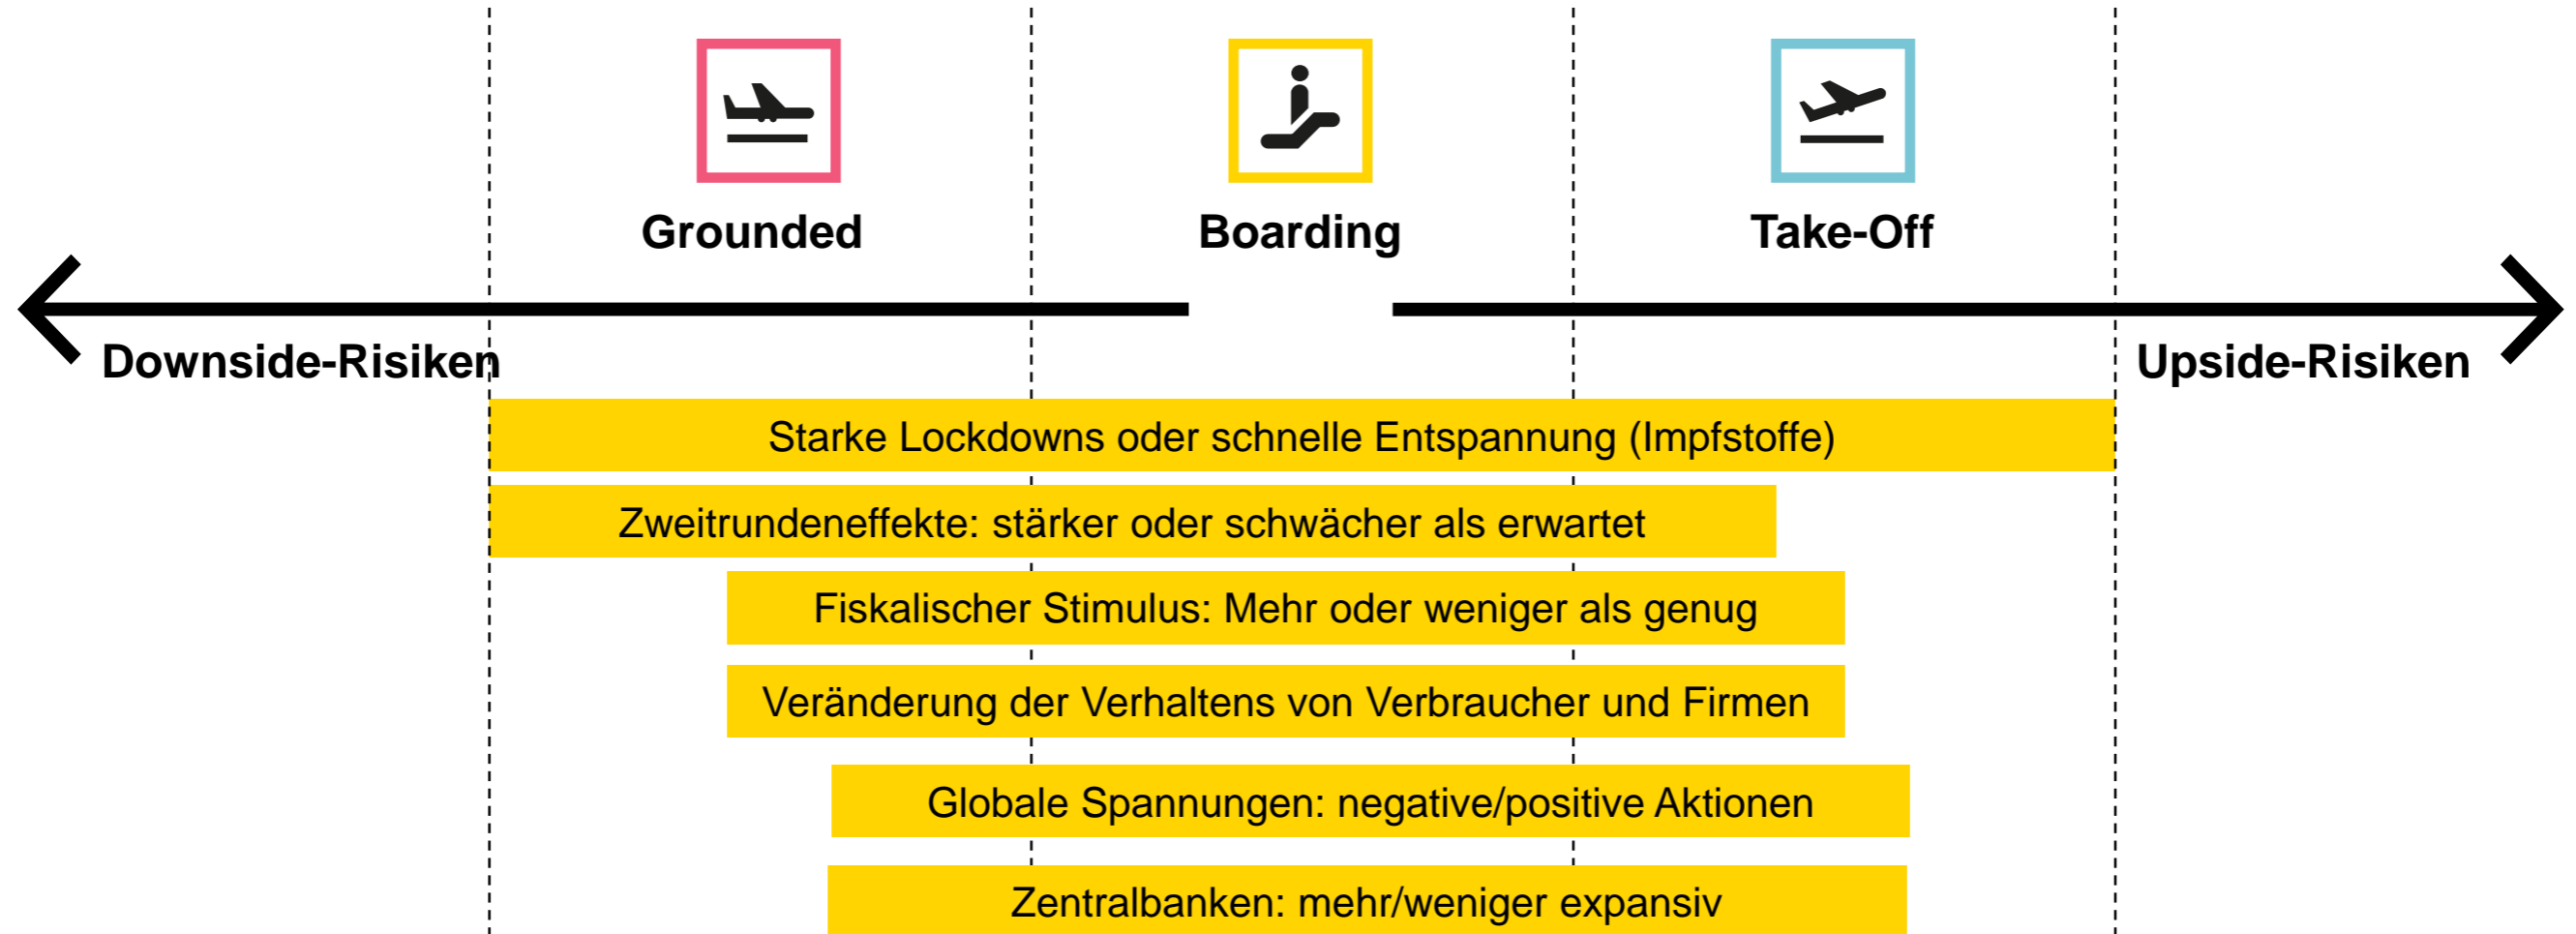 Grounded
Boarding
Take-Off
Downside-Risiken
Upside-Risiken
Starke Lockdowns oder schnelle Entspannung (Impfstoffe)
Zweitrundeneffekte: stärker oder schwächer als erwartet
Fiskalischer Stimulus: Mehr oder weniger als genug
Veränderung der Verhaltens von Verbraucher und Firmen
Globale Spannungen: negative/positive Aktionen
Zentralbanken: mehr/weniger expansiv